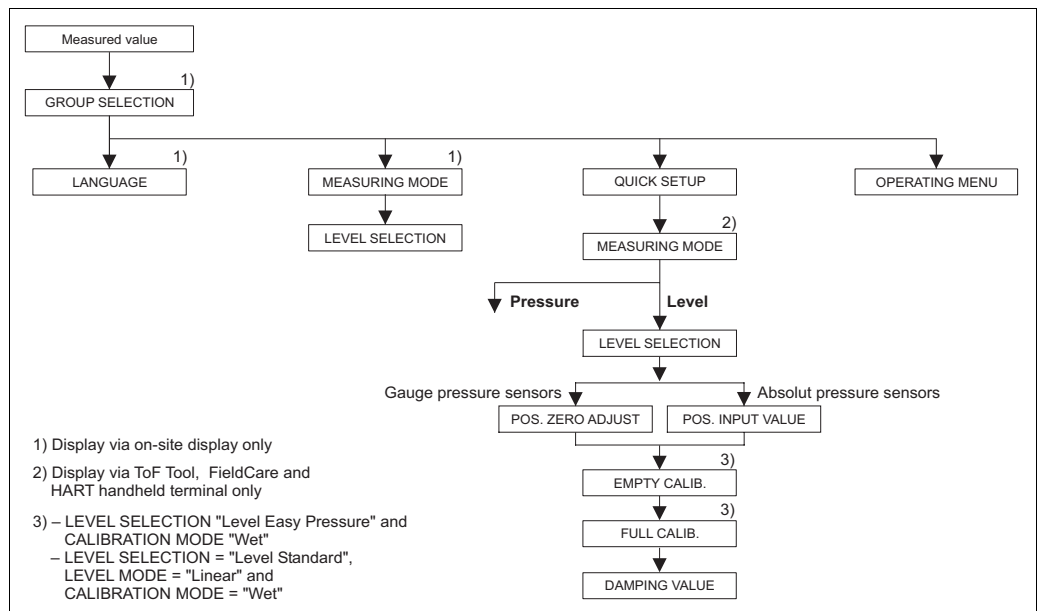 Measured value
1)
GROUP SELECTION
1)
1)
LANGUAGE
MEASURING MODE
QUICK SETUP
OPERATING MENU
LEVEL SELECTION
2)
MEASURING MODE
Pressure
Level
LEVEL SELECTION
Gauge pressure sensors
Absolut pressure sensors
POS. ZERO ADJUST
POS. INPUT VALUE
3)
EMPTY CALIB.
3)
FULL CALIB.
DAMPING VALUE
1) Display via on-site display only
2) Display via ToF Tool, FieldCare and
HART handheld terminal only
3) – LEVEL SELECTION "Level Easy Pressure" and
CALIBRATION MODE "Wet"
– LEVEL SELECTION = "Level Standard",
LEVEL MODE = "Linear" and
CALIBRATION MODE = "Wet"